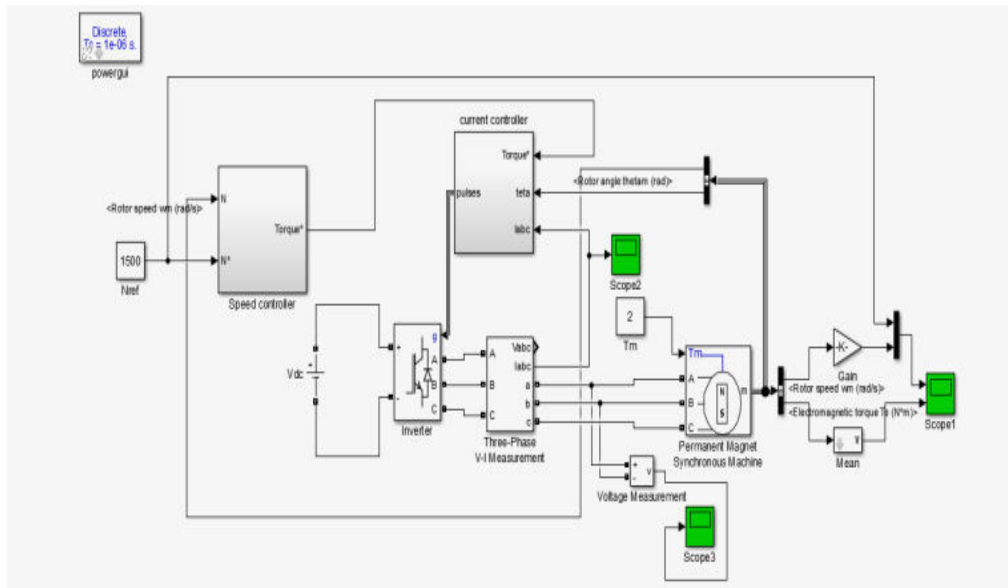 Discrete,
Ts = 1e-06 s.
powergui
current controller
Torque*
pulses
teta
Iabc
<Rotor angle thetam (rad)>
N
<Rotor speed wm (rad/s)>
Torque*
1500
N*
Nref
Speed controller
Scope2
2
Tm
g
+
A
B
C
-
Vdc
+
Inverter
Vabc
Iabc
A
a
B
b
C
c
Three-Phase
V-I Measurement
Tm
A
B
C
m
N
S
Permanent Magnet
Synchronous Machine
-K-
Gain
<Rotor speed wm (rad/s)>
<Electromagnetic torque Te (N*m)>
Scope1
Mean
+
-
v
Voltage Measurement
Scope3